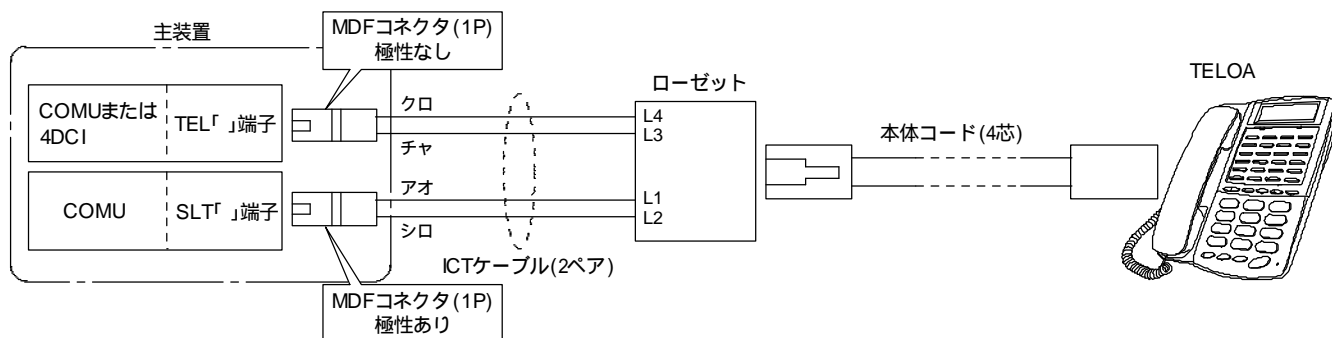 主装置
MDFコネクタ(1P)
極性なし
COMUまたは
4DCI
TEL「 」端子
クロ
チャ
ローゼット
L4
L3
L1
L2
本体コード(4芯)
TELOA
COMU
SLT「 」端子
アオ
シロ
ICTケーブル(2ペア)
MDFコネクタ(1P)
極性あり